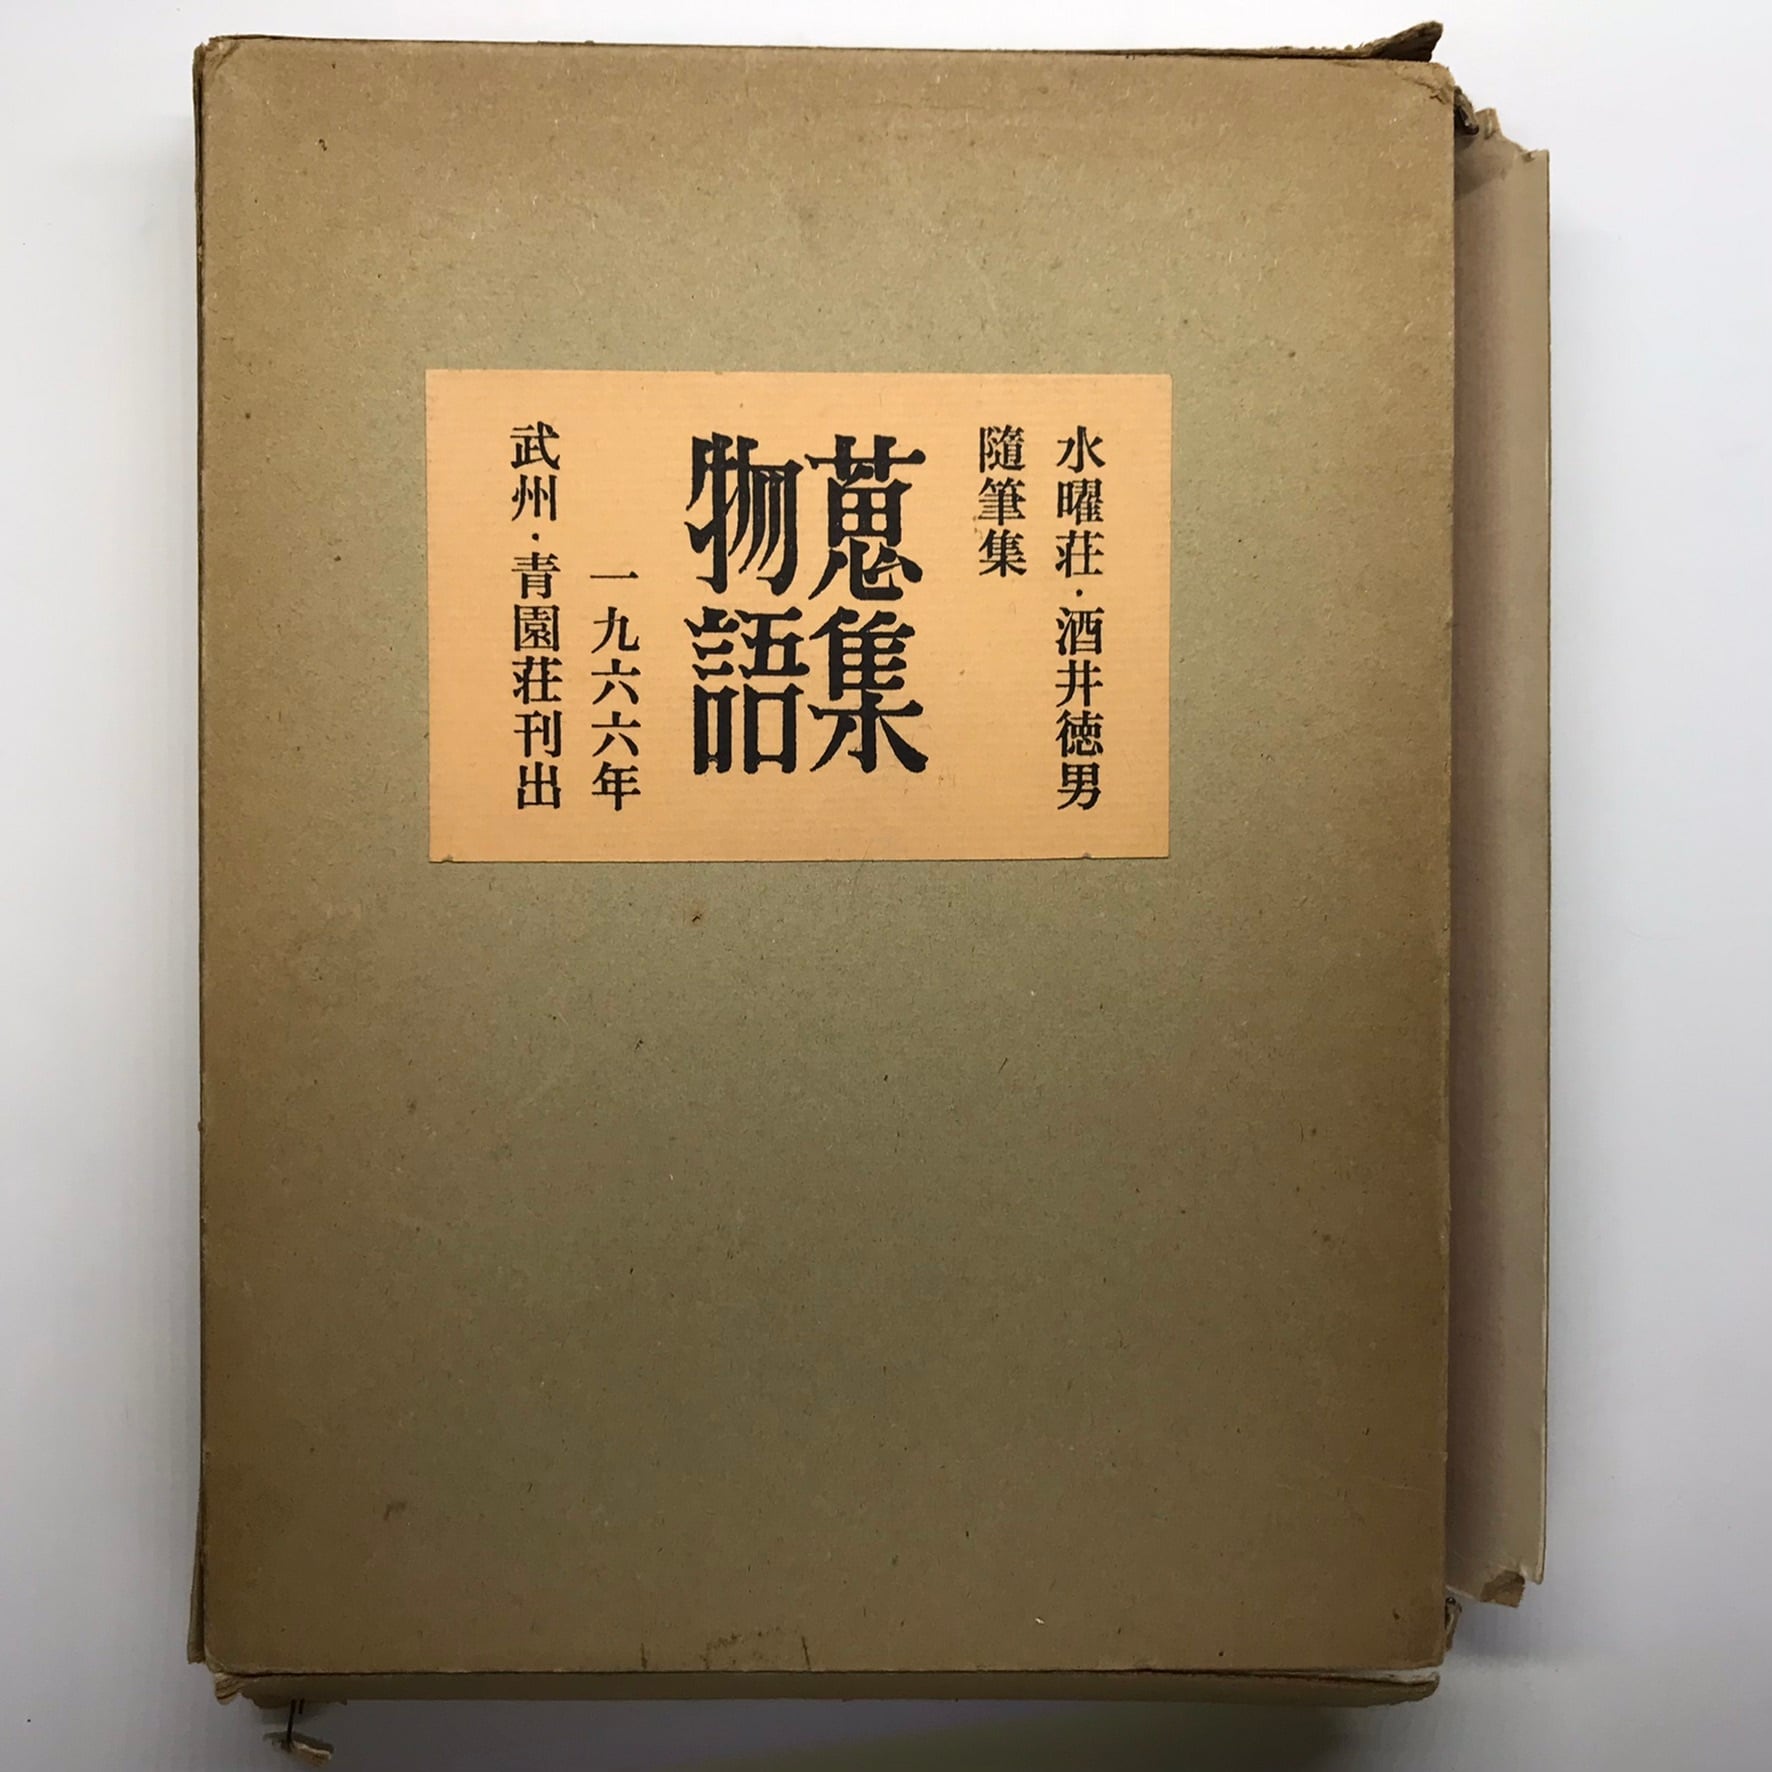 水曜荘・酒井徳男
隨筆集
蒐集
物語
一九六六年
武州・青園荘刊出